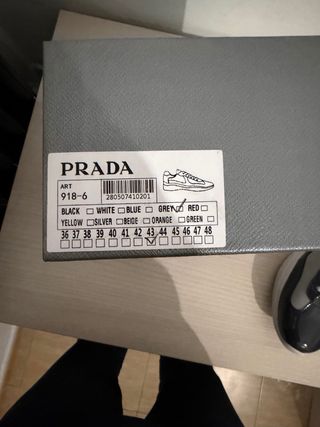 PRADA
ART
918-6
280507410201
BLACK WHITE BLUE GREY RED
YELLOW SILVER BEIGE ORANGE GREEN
36 37 38 39 40 41 42 43 44 45 46 47 48